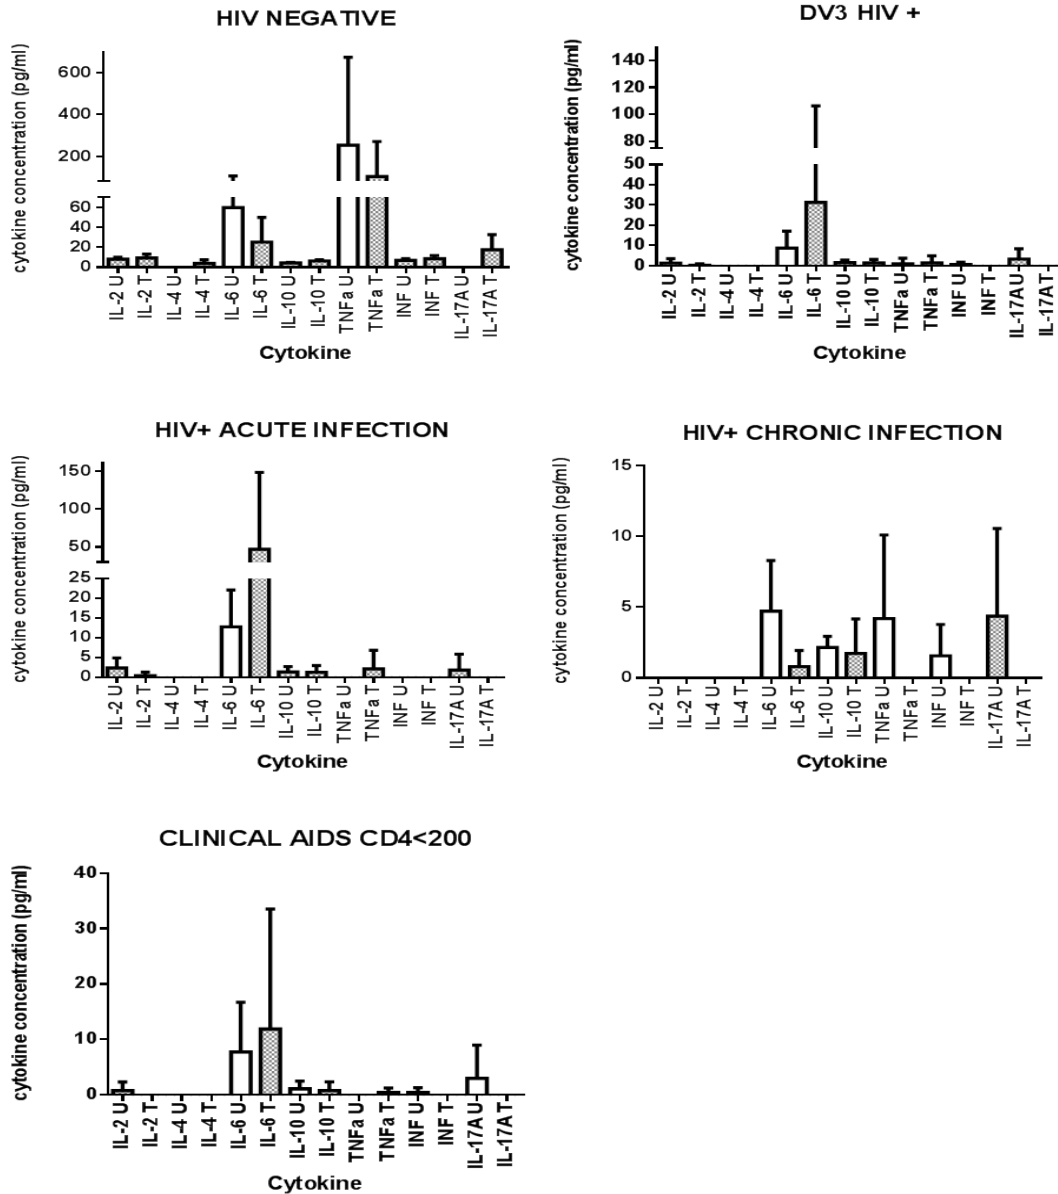 HIV NEGATIVE
cytokine concentration (pg/ml)
600
400
200
60
40
20
0
IL-2 U
IL-2 T
IL-4 U
IL-4 T
IL-6 U
IL-6 T
IL-10 U
IL-10 T
TNFa U
TNFa T
INF U
INF T
IL-17A U
IL-17A T
Cytokine
DV3 HIV +
cytokine concentration (pg/ml)
140
120
100
80
50
40
30
20
10
0
IL-2 U
IL-2 T
IL-4 U
IL-4 T
IL-6 U
IL-6 T
IL-10 U
IL-10 T
TNFa U
TNFa T
INF U
INF T
IL-17A U
IL-17A T
Cytokine
HIV+ ACUTE INFECTION
cytokine concentration (pg/ml)
150
100
50
25
20
15
10
5
0
IL-2 U
IL-2 T
IL-4 U
IL-4 T
IL-6 U
IL-6 T
IL-10 U
IL-10 T
TNFa U
TNFa T
INF U
INF T
IL-17A U
IL-17A T
Cytokine
HIV+ CHRONIC INFECTION
cytokine concentration (pg/ml)
15
10
5
0
IL-2 U
IL-2 T
IL-4 U
IL-4 T
IL-6 U
IL-6 T
IL-10 U
IL-10 T
TNFa U
TNFa T
INF U
INF T
IL-17A U
IL-17A T
Cytokine
CLINICAL AIDS CD4<200
cytokine concentration (pg/ml)
40
30
20
10
0
IL-2 U
IL-2 T
IL-4 U
IL-4 T
IL-6 U
IL-6 T
IL-10 U
IL-10 T
TNFa U
TNFa T
INF U
INF T
IL-17A U
IL-17A T
Cytokine